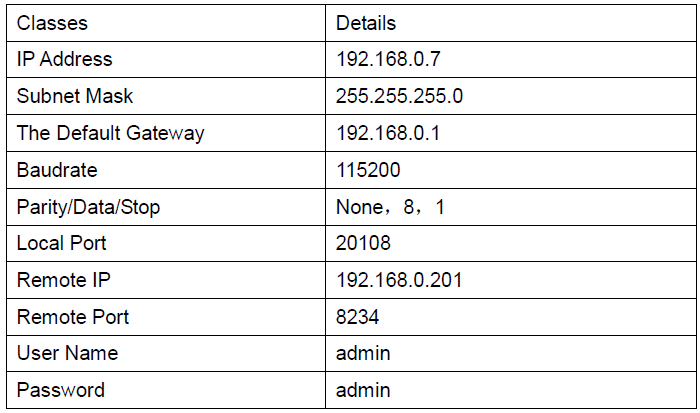 Classes Details
IP Address 192.168.0.7
Subnet Mask 255.255.255.0
The Default Gateway 192.168.0.1
Baudrate 115200
Parity/Data/Stop None，8，1
Local Port 20108
Remote IP 192.168.0.201
Remote Port 8234
User Name admin
Password admin